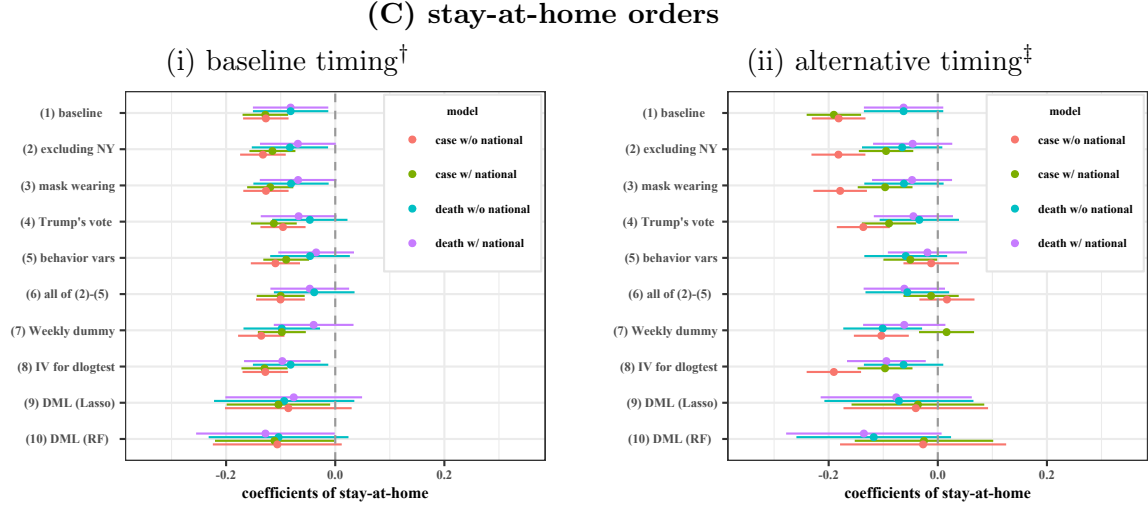 (C) stay-at-home orders
(i) baseline timing†
(ii) alternative timing‡
(1) baseline
(2) excluding NY
(3) mask wearing
(4) Trump's vote
(5) behavior vars
(6) all of (2)-(5)
(7) Weekly dummy
(8) IV for dlogtest
(9) DML (Lasso)
(10) DML (RF)
model
case w/o national
case w/ national
death w/o national
death w/ national
-0.2
0.0
0.2
coefficients of stay-at-home
(1) baseline
(2) excluding NY
(3) mask wearing
(4) Trump's vote
(5) behavior vars
(6) all of (2)-(5)
(7) Weekly dummy
(8) IV for dlogtest
(9) DML (Lasso)
(10) DML (RF)
model
case w/o national
case w/ national
death w/o national
death w/ national
-0.2
0.0
0.2
coefficients of stay-at-home